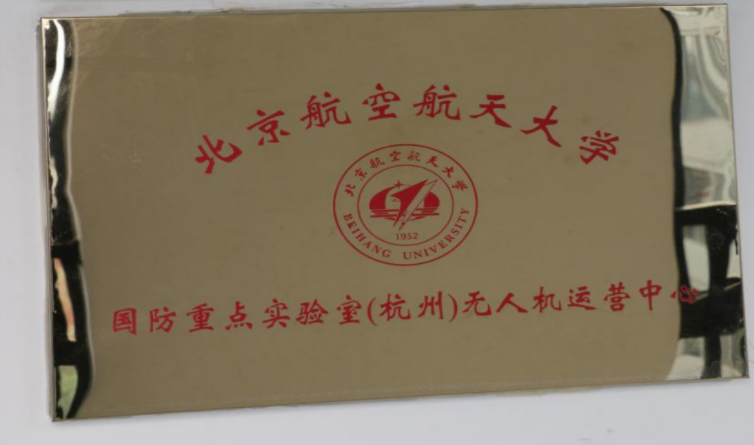 北京航空航天大学
北京航空航天大学
1952
BEIHANG UNIVERSITY
国防重点实验室(杭州)无人机运营中心